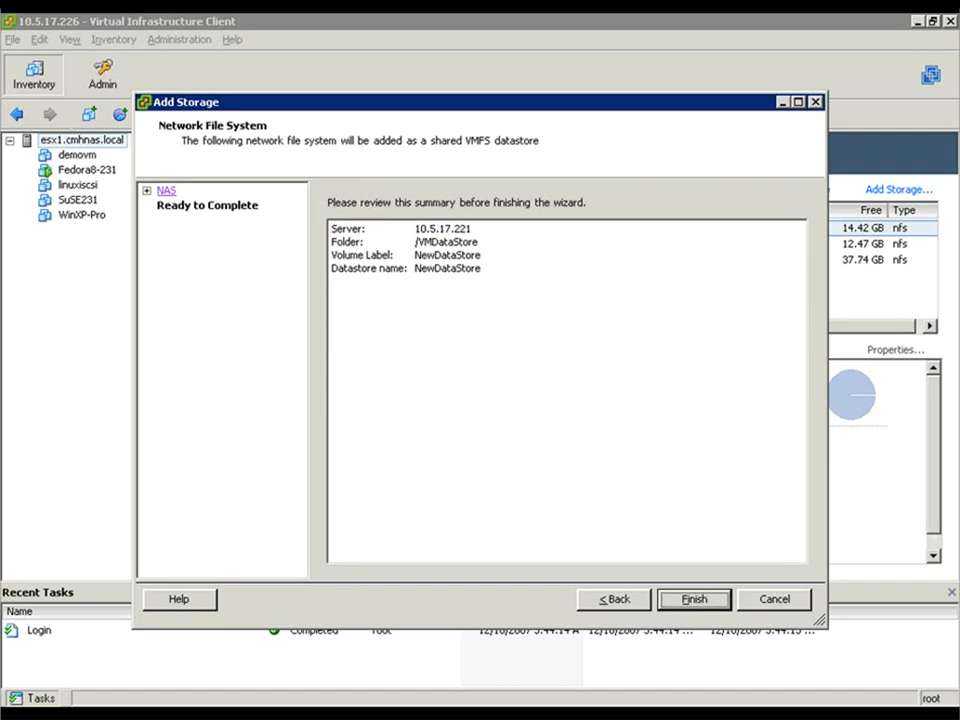 10.5.17.226 - Virtual Infrastructure Client
File Edit View Inventory Administration Help
Inventory Admin
Add Storage
Network File System
The following network file system will be added as a shared VMFS datastore
esx1.cmhnas.local
demovm
Fedora8-231
linuxiscsi
SuSE231
WinXP-Pro
NAS
Ready to Complete
Please review this summary before finishing the wizard.
Server: 10.5.17.221
Folder: /VMDataStore
Volume Label: NewDataStore
Datastore name: NewDataStore
Add Storage...
Free Type
14.42 GB nfs
12.47 GB nfs
37.74 GB nfs
Properties...
Help < Back Finish Cancel
Recent Tasks
Name
Login Completed root
Tasks root